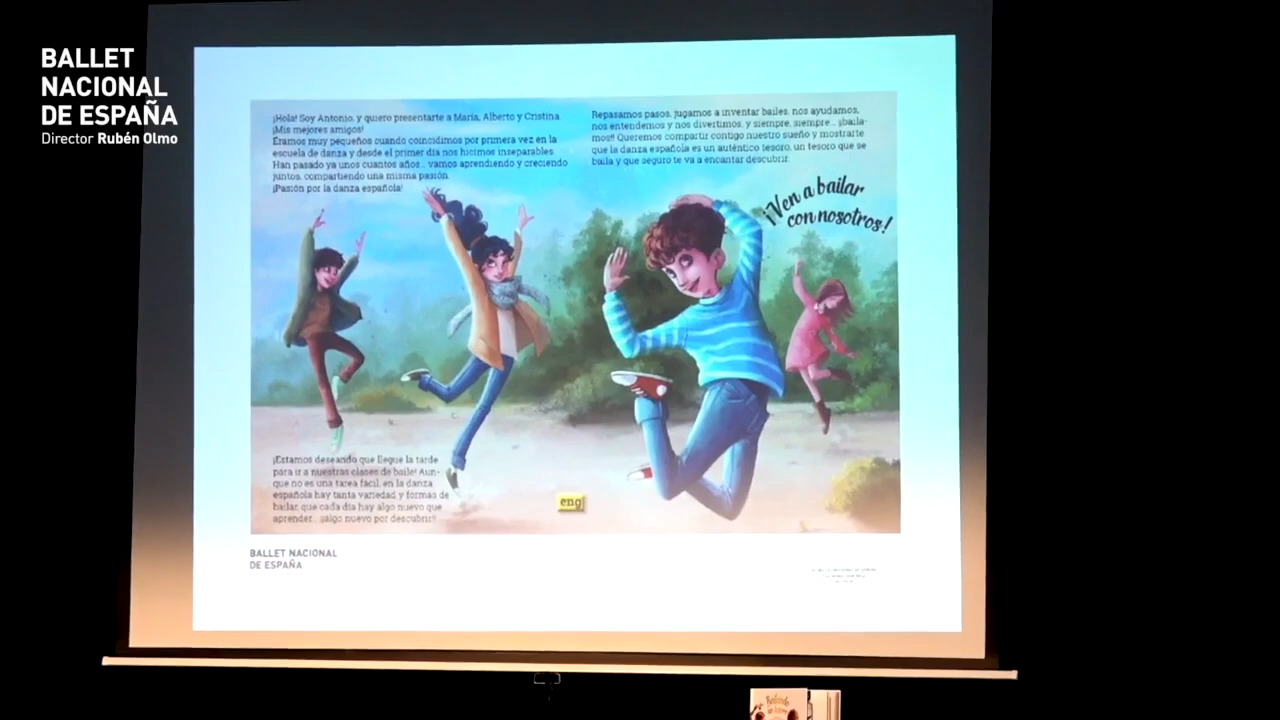 BALLET
NACIONAL
DE ESPAÑA
Director Rubén Olmo
¡Hola! Soy Antonio, y quiero presentarte a María, Alberto y Cristina.
¡Mis mejores amigos!
Éramos muy pequeños cuando coincidimos por primera vez en la
escuela de danza y desde el primer día nos hicimos inseparables.
Han pasado ya unos cuantos años... vamos aprendiendo y creciendo
juntos, compartiendo una misma pasión.
¡Pasión por la danza española!
Repasamos pasos, jugamos a inventar bailes, nos ayudamos,
nos entendemos y nos divertimos, y siempre, siempre... ¡¡baila-
mos!! Queremos compartir contigo nuestro sueño y mostrarte
que la danza española es un auténtico tesoro, un tesoro que se
baila y que seguro te va a encantar descubrir.
¡Ven a bailar
con nosotros!
¡Estamos deseando que llegue la tarde
para ir a nuestras clases de baile! Aun-
que no es una tarea fácil, en la danza
española hay tanta variedad y formas de
bailar, que cada día hay algo nuevo que
aprender... ¡¡algo nuevo por descubrir!!
eng
BALLET NACIONAL
DE ESPAÑA